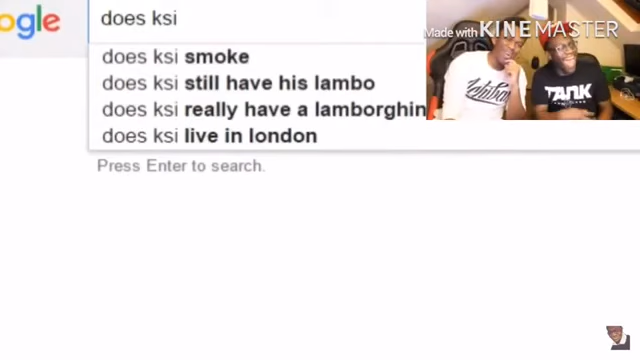 ogle
does ksi
does ksi smoke
does ksi still have his lambo
does ksi really have a lamborghin
does ksi live in london
Press Enter to search.
Made with KINEMASTER
TANK